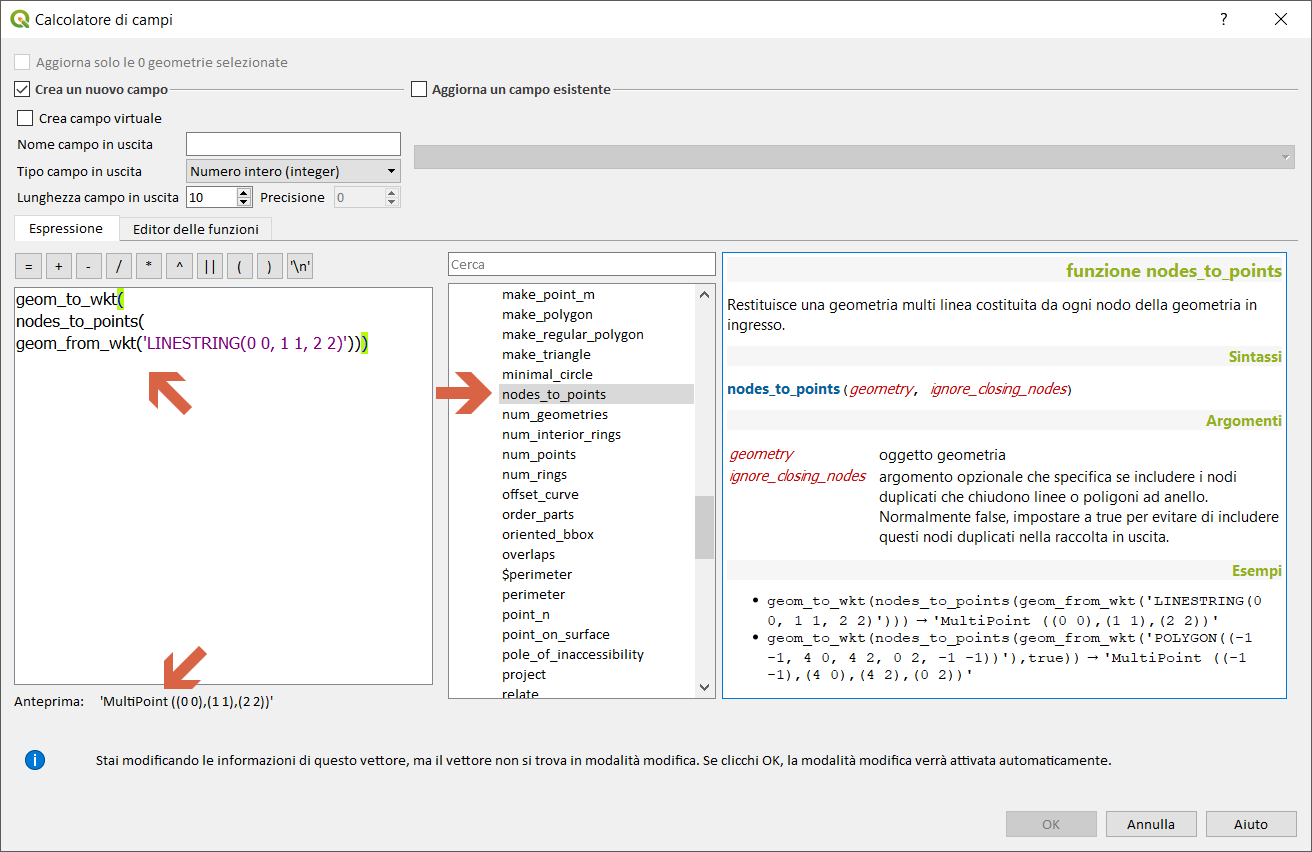 Calcolatore di campi
?
Aggiorna solo le 0 geometrie selezionate
Crea un nuovo campo
Aggiorna un campo esistente
Crea campo virtuale
Nome campo in uscita
Tipo campo in uscita
Numero intero (integer)
Lunghezza campo in uscita
10
Precisione
0
Espressione
Editor delle funzioni
= + - / * ^ || ( ) '\n'
geom_to_wkt(
nodes_to_points(
geom_from_wkt('LINESTRING(0 0, 1 1, 2 2)')))
Anteprima: 'MultiPoint ((0 0),(1 1),(2 2))'
Cerca
make_point_m
make_polygon
make_regular_polygon
make_triangle
minimal_circle
nodes_to_points
num_geometries
num_interior_rings
num_points
num_rings
offset_curve
order_parts
oriented_bbox
overlaps
$perimeter
perimeter
point_n
point_on_surface
pole_of_inaccessibility
project
relate
funzione nodes_to_points
Restituisce una geometria multi linea costituita da ogni nodo della geometria in
ingresso.
Sintassi
nodes_to_points(geometry, ignore_closing_nodes)
Argomenti
geometry oggetto geometria
ignore_closing_nodes argomento opzionale che specifica se includere i nodi
duplicati che chiudono linee o poligoni ad anello.
Normalmente false, impostare a true per evitare di includere
questi nodi duplicati nella raccolta in uscita.
Esempi
• geom_to_wkt(nodes_to_points(geom_from_wkt('LINESTRING(0
0, 1 1, 2 2)'))) → 'MultiPoint ((0 0),(1 1),(2 2))'
• geom_to_wkt(nodes_to_points(geom_from_wkt('POLYGON((-1
-1, 4 0, 4 2, 0 2, -1 -1))'),true)) → 'MultiPoint ((-1
-1),(4 0),(4 2),(0 2))'
Stai modificando le informazioni di questo vettore, ma il vettore non si trova in modalità modifica. Se clicchi OK, la modalità modifica verrà attivata automaticamente.
OK
Annulla
Aiuto